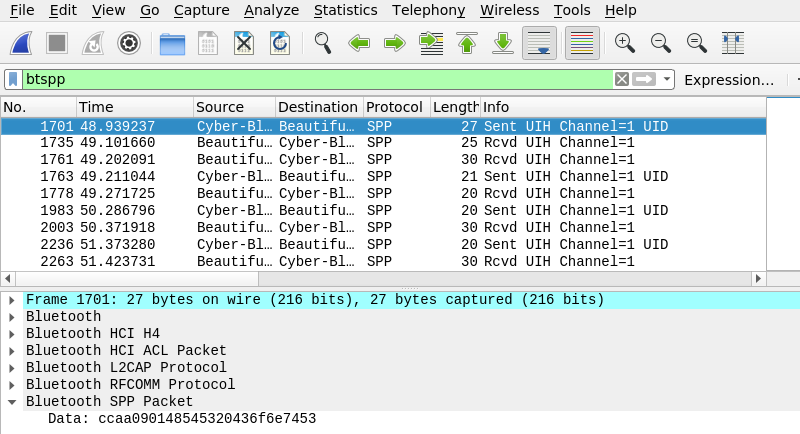 File Edit View Go Capture Analyze Statistics Telephony Wireless Tools Help
btspp Expression…
No. Time Source Destination Protocol Length Info
1701 48.939237 Cyber-Bl… Beautifu… SPP 27 Sent UIH Channel=1 UID
1735 49.101660 Beautifu… Cyber-Bl… SPP 25 Rcvd UIH Channel=1
1761 49.202091 Beautifu… Cyber-Bl… SPP 30 Rcvd UIH Channel=1
1763 49.211044 Cyber-Bl… Beautifu… SPP 21 Sent UIH Channel=1 UID
1778 49.271725 Beautifu… Cyber-Bl… SPP 20 Rcvd UIH Channel=1
1983 50.286796 Cyber-Bl… Beautifu… SPP 20 Sent UIH Channel=1 UID
2003 50.371918 Beautifu… Cyber-Bl… SPP 30 Rcvd UIH Channel=1
2236 51.373280 Cyber-Bl… Beautifu… SPP 20 Sent UIH Channel=1 UID
2263 51.423731 Beautifu… Cyber-Bl… SPP 30 Rcvd UIH Channel=1
Frame 1701: 27 bytes on wire (216 bits), 27 bytes captured (216 bits)
Bluetooth
Bluetooth HCI H4
Bluetooth HCI ACL Packet
Bluetooth L2CAP Protocol
Bluetooth RFCOMM Protocol
Bluetooth SPP Packet
Data: ccaa090148545320436f6e7453